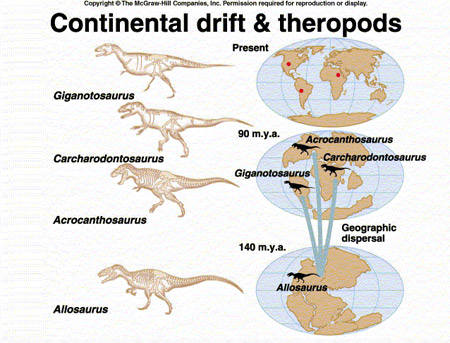 Copyright © The McGraw-Hill Companies, Inc. Permission required for reproduction or display.
Continental drift & theropods
Present
Giganotosaurus
90 m.y.a.
Acrocanthosaurus
Carcharodontosaurus
Carcharodontosaurus
Giganotosaurus
Acrocanthosaurus
Geographic
dispersal
140 m.y.a.
Allosaurus
Allosaurus